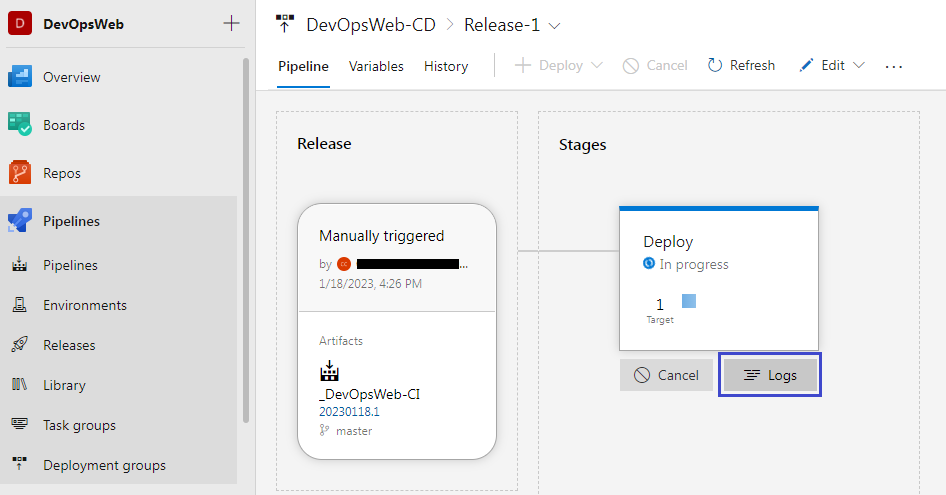 D DevOpsWeb
Overview
Boards
Repos
Pipelines
Pipelines
Environments
Releases
Library
Task groups
Deployment groups
DevOpsWeb-CD > Release-1
Pipeline Variables History Deploy Cancel Refresh Edit ...
Release
Manually triggered
by CC ...
1/18/2023, 4:26 PM
Artifacts
_DevOpsWeb-CI
20230118.1
master
Stages
Deploy
In progress
1
Target
Cancel Logs